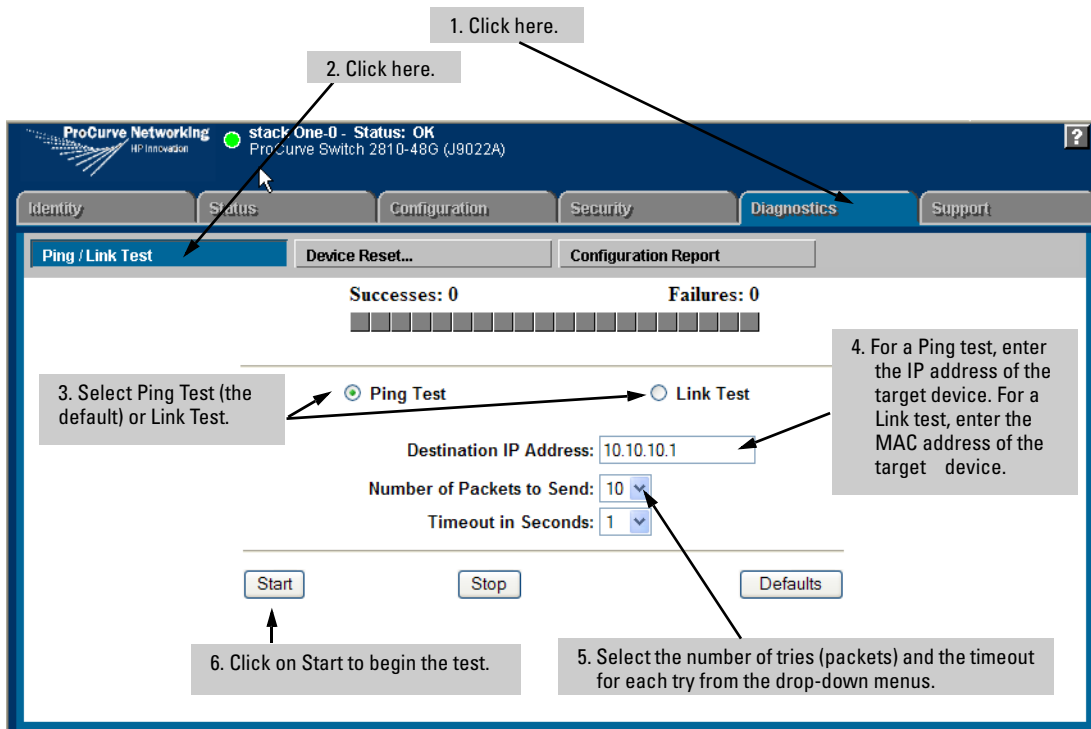 1. Click here.
2. Click here.
ProCurve Networking
HP Innovation
stack One-0 - Status: OK
ProCurve Switch 2810-48G (J9022A)
?
Identity
Status
Configuration
Security
Diagnostics
Support
Ping / Link Test
Device Reset...
Configuration Report
Successes: 0
Failures: 0
4. For a Ping test, enter
the IP address of the
target device. For a
Link test, enter the
MAC address of the
target device.
3. Select Ping Test (the
default) or Link Test.
Ping Test
Link Test
Destination IP Address: 10.10.10.1
Number of Packets to Send: 10
Timeout in Seconds: 1
Start
Stop
Defaults
6. Click on Start to begin the test.
5. Select the number of tries (packets) and the timeout
for each try from the drop-down menus.